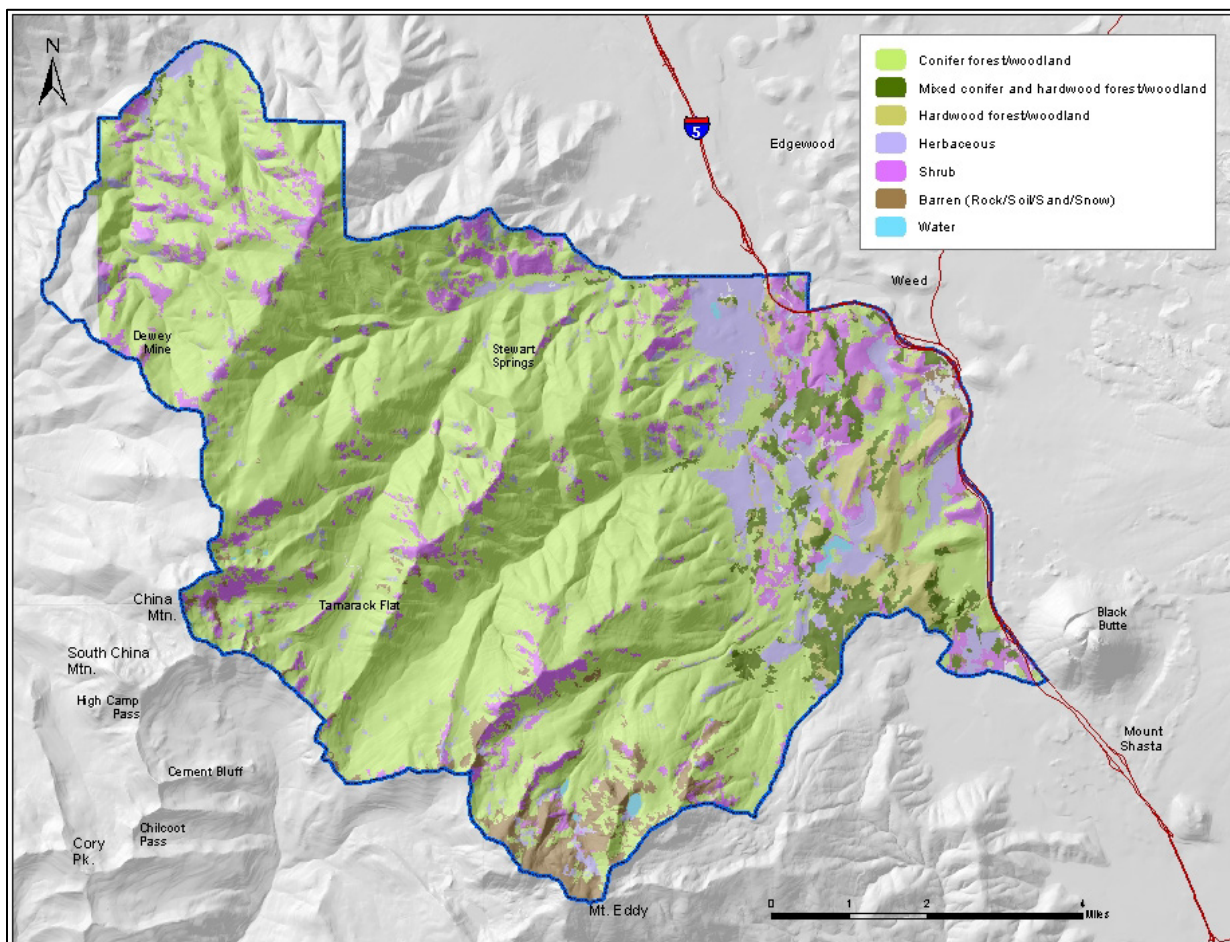 N
5
Edgewood
Conifer forest/woodland
Mixed conifer and hardwood forest/woodland
Hardwood forest/woodland
Herbaceous
Shrub
Barren (Rock/Soil/Sand/Snow)
Water
Weed
Dewey
Mine
Stewart
Springs
China
Mtn.
Tamarack Flat
Black
Butte
South China
Mtn.
High Camp
Pass
Mount
Shasta
Cement Bluff
Chilcoot
Pass
Cory
Pk.
Mt. Eddy
0 1 2 4
Miles